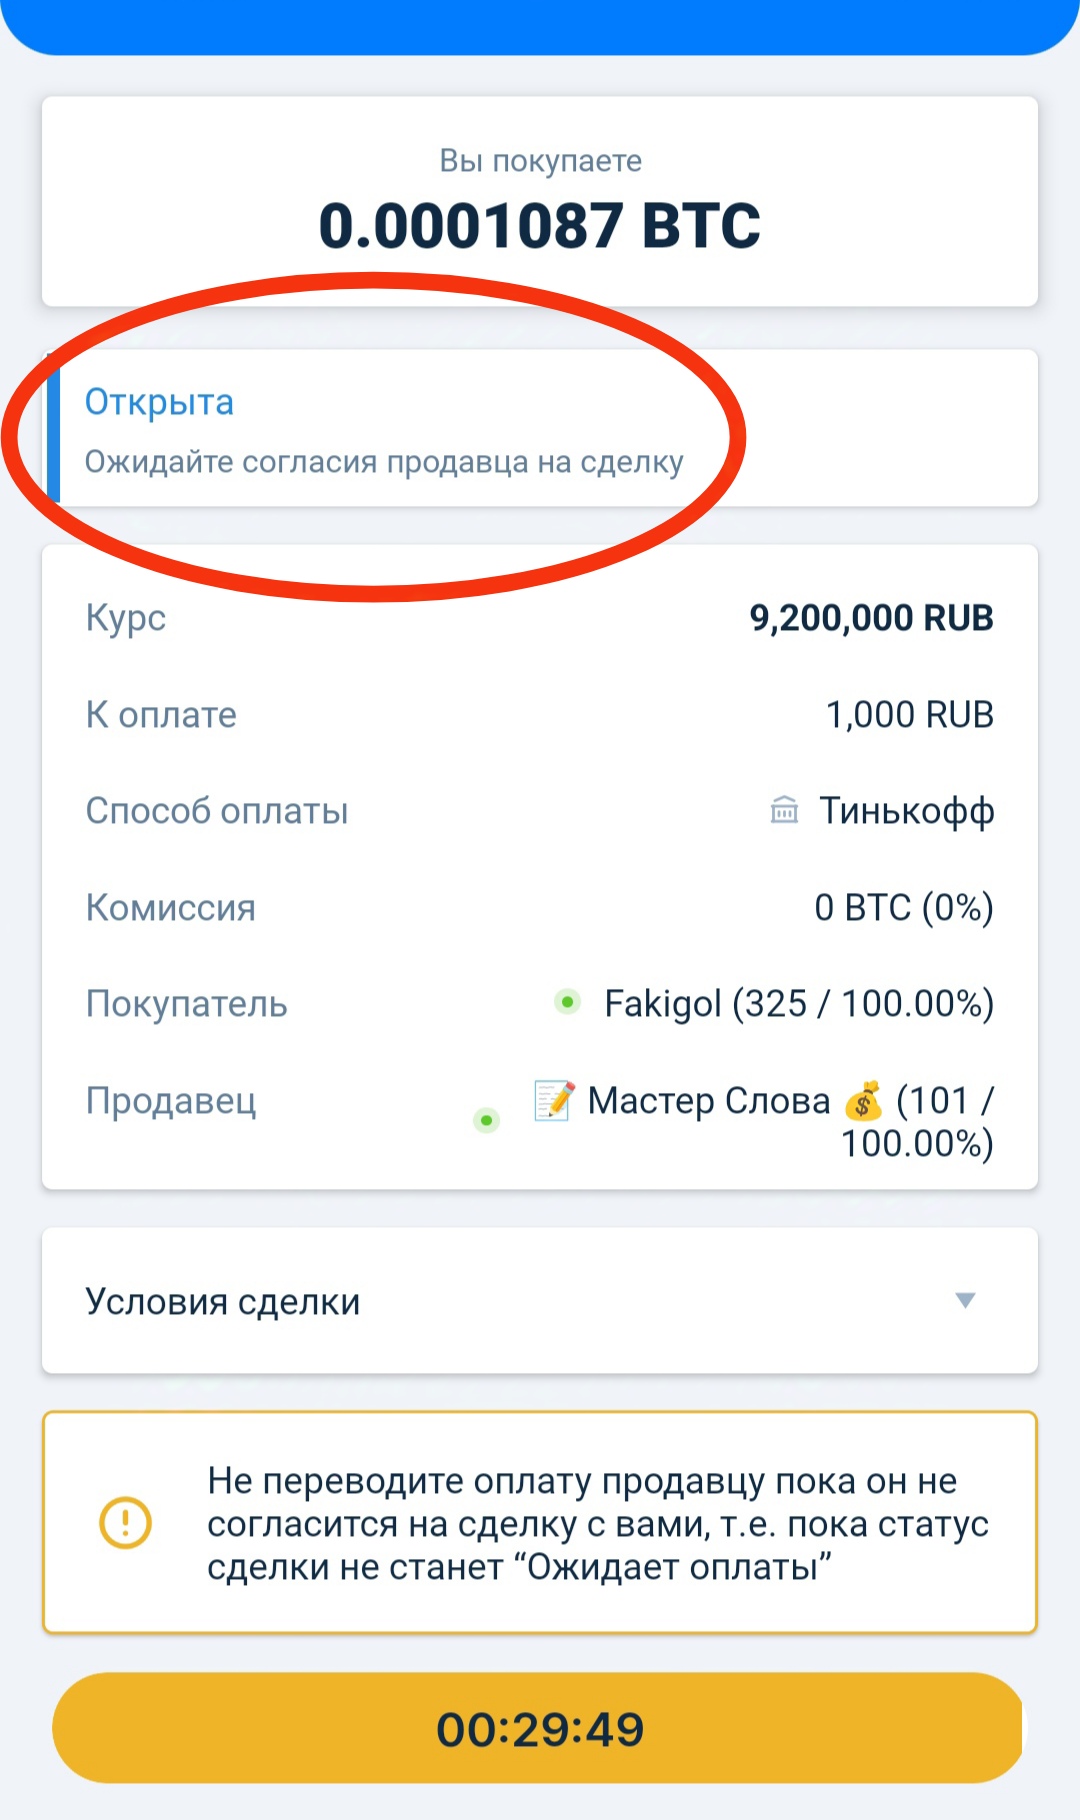 Вы покупаете
0.0001087 BTC
Открыта
Ожидайте согласия продавца на сделку
Курс 9,200,000 RUB
К оплате 1,000 RUB
Способ оплаты Тинькофф
Комиссия 0 BTC (0%)
Покупатель Fakigol (325 / 100.00%)
Продавец 📝 Мастер Слова 💰 (101 /
100.00%)
Условия сделки
Не переводите оплату продавцу пока он не
согласится на сделку с вами, т.е. пока статус
сделки не станет “Ожидает оплаты”
00:29:49